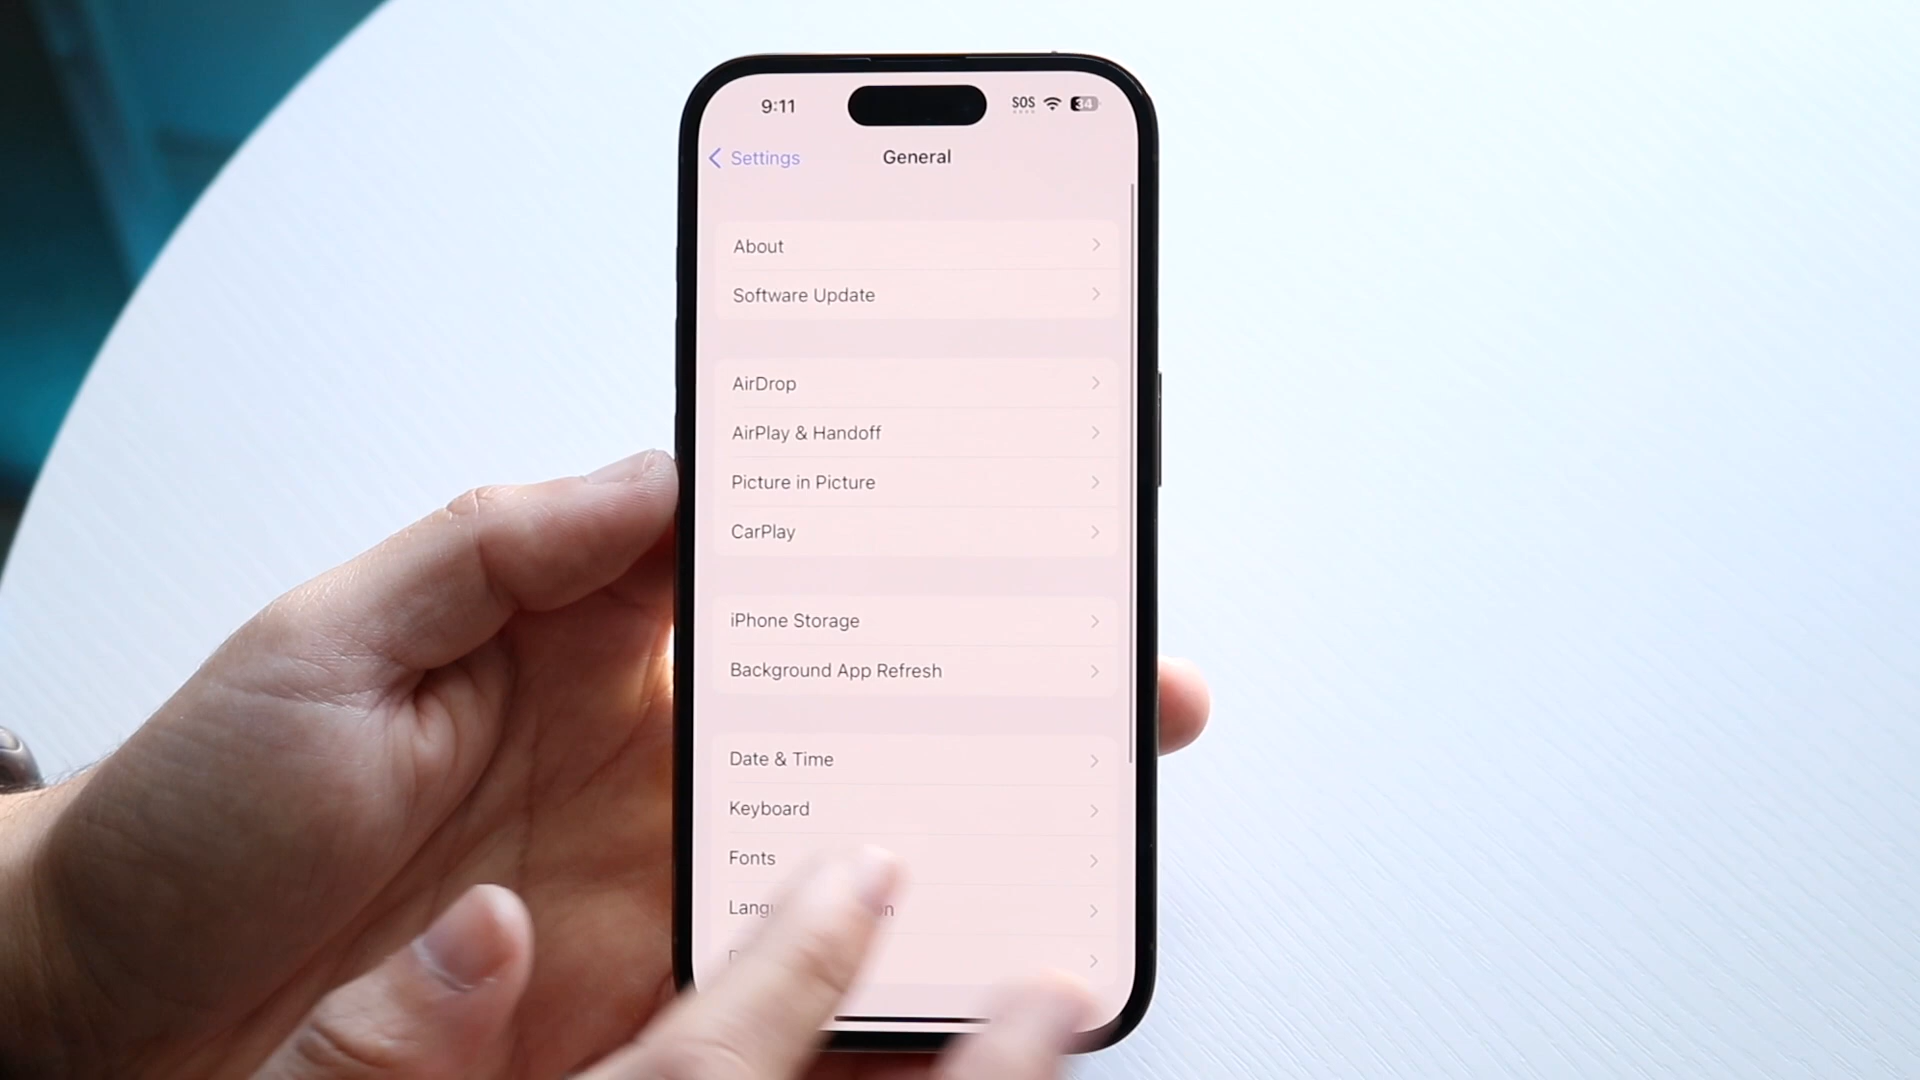 9:11 SOS 34
Settings General
About
Software Update
AirDrop
AirPlay & Handoff
Picture in Picture
CarPlay
iPhone Storage
Background App Refresh
Date & Time
Keyboard
Fonts